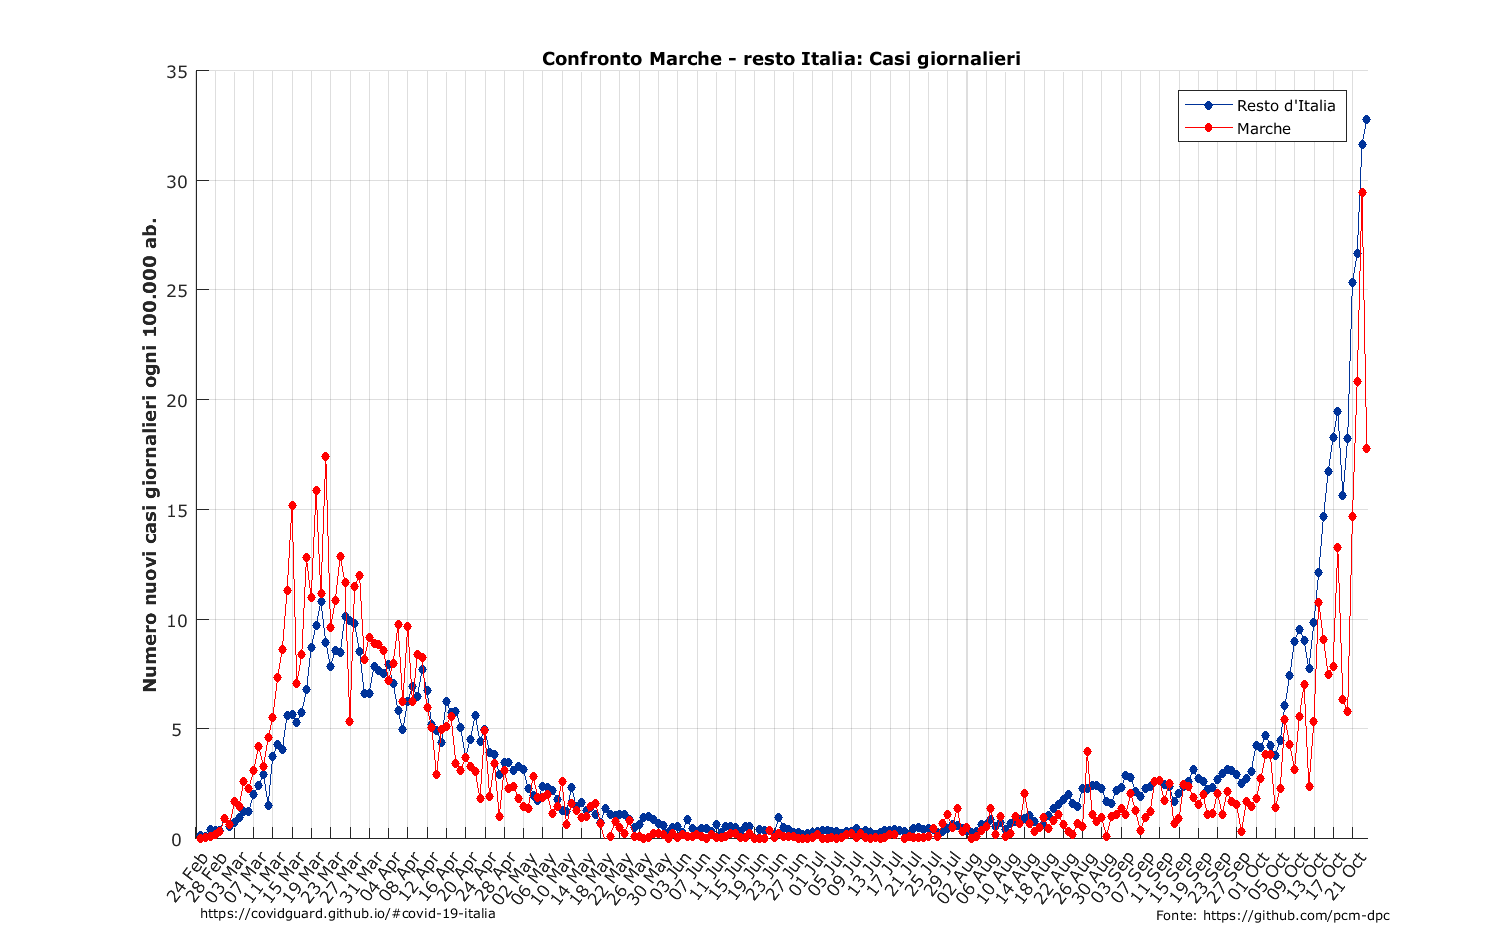 Confronto Marche - resto Italia: Casi giornalieri
Numero nuovi casi giornalieri ogni 100.000 ab.
35
30
25
20
15
10
5
0
Resto d'Italia
Marche
24 Feb
28 Feb
03 Mar
07 Mar
11 Mar
15 Mar
19 Mar
23 Mar
27 Mar
31 Mar
04 Apr
08 Apr
12 Apr
16 Apr
20 Apr
24 Apr
28 Apr
02 May
06 May
10 May
14 May
18 May
22 May
26 May
30 May
03 Jun
07 Jun
11 Jun
15 Jun
19 Jun
23 Jun
27 Jun
01 Jul
05 Jul
09 Jul
13 Jul
17 Jul
21 Jul
25 Jul
29 Jul
02 Aug
06 Aug
10 Aug
14 Aug
18 Aug
22 Aug
26 Aug
30 Aug
03 Sep
07 Sep
11 Sep
15 Sep
19 Sep
23 Sep
27 Sep
01 Oct
05 Oct
09 Oct
13 Oct
17 Oct
21 Oct
https://covidguard.github.io/#covid-19-italia
Fonte: https://github.com/pcm-dpc